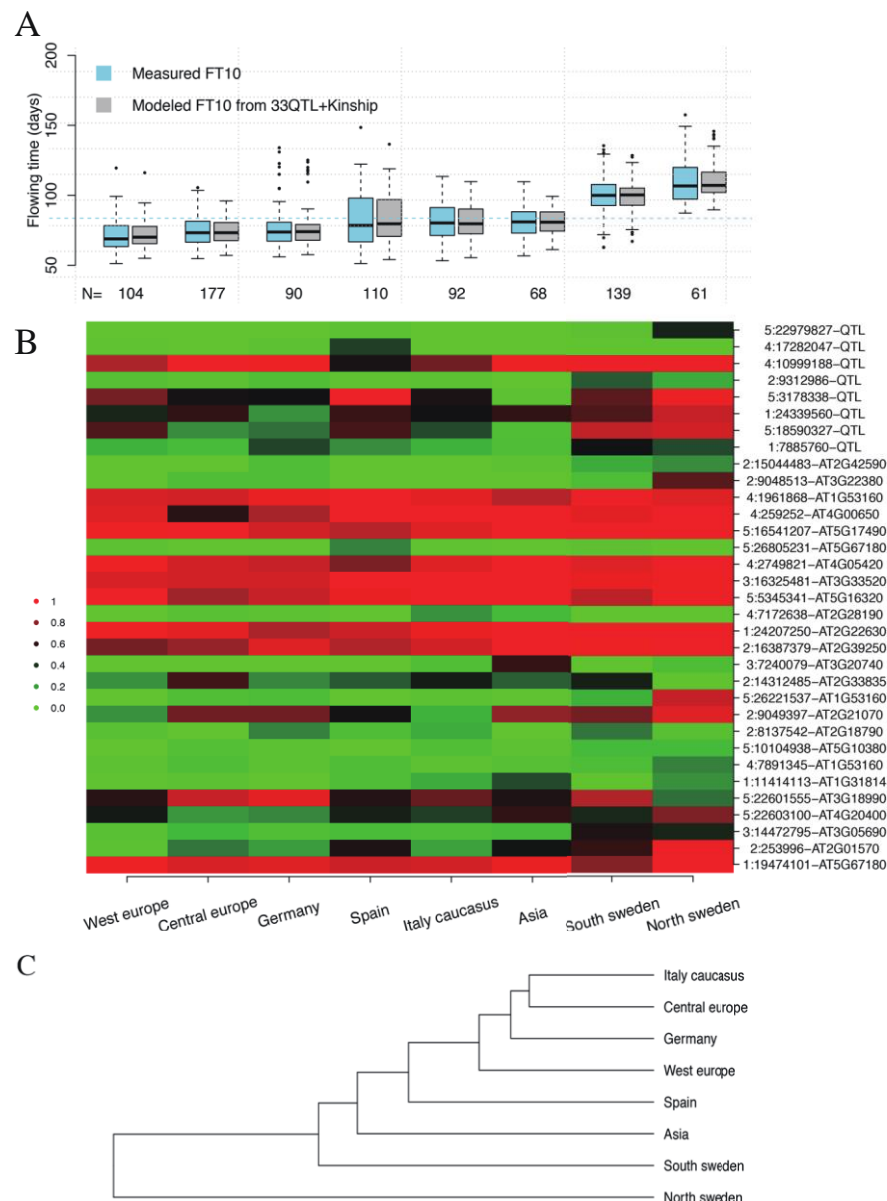 A
200
150
100
50
Flowing time (days)
Measured FT10
Modeled FT10 from 33QTL+Kinship
N= 104 177 90 110 92 68 139 61
B
5:22979827-QTL
4:17282047-QTL
4:10999188-QTL
2:9312986-QTL
5:3178338-QTL
1:24339560-QTL
5:18590327-QTL
1:7885760-QTL
2:15044483-AT2G42590
2:9048513-AT3G22380
4:1961868-AT1G53160
4:259252-AT4G00650
5:16541207-AT5G17490
5:26805231-AT5G67180
4:2749821-AT4G05420
3:16325481-AT3G33520
5:5345341-AT5G16320
4:7172638-AT2G28190
1:24207250-AT2G22630
2:16387379-AT2G39250
3:7240079-AT3G20740
2:14312485-AT2G33835
5:26221537-AT1G53160
2:9049397-AT2G21070
2:8137542-AT2G18790
5:10104938-AT5G10380
4:7891345-AT1G53160
1:11414113-AT1G31814
5:22601555-AT3G18990
5:22603100-AT4G20400
3:14472795-AT3G05690
2:253996-AT2G01570
1:19474101-AT5G67180
1
0.8
0.6
0.4
0.2
0.0
West europe
Central europe
Germany
Spain
Italy caucasus
Asia
South sweden
North sweden
C
Italy caucasus
Central europe
Germany
West europe
Spain
Asia
South sweden
North sweden